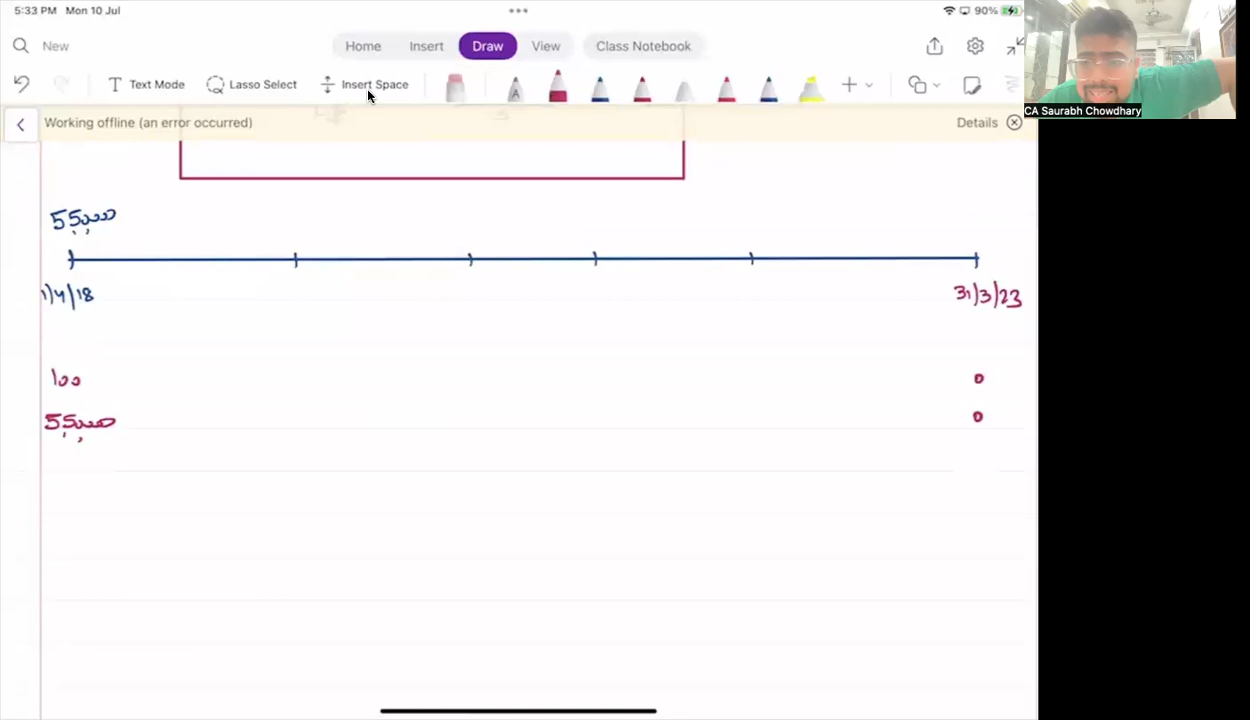 5:33 PM Mon 10 Jul
90%
New
Home Insert Draw View Class Notebook
Text Mode Lasso Select Insert Space
A
CA Saurabh Chowdhary
Working offline (an error occurred)
Details
1/4/18
31/3/23
100
0
0